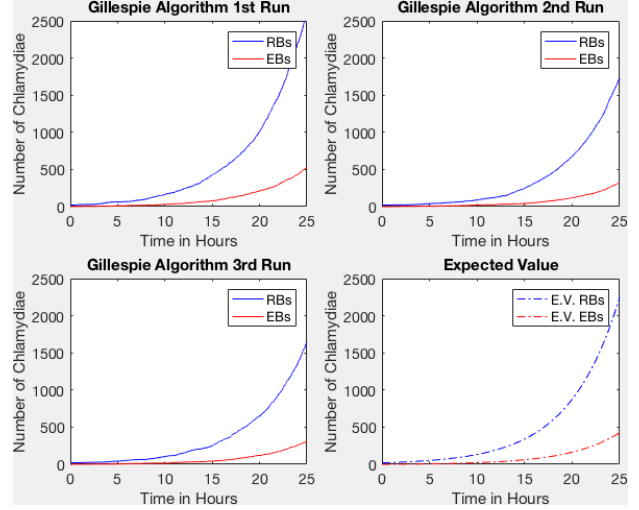 Gillespie Algorithm 1st Run
2500
2000
1500
1000
500
0
Number of Chlamydiae
RBs
EBs
0 5 10 15 20 25
Time in Hours
Gillespie Algorithm 2nd Run
2500
2000
1500
1000
500
0
Number of Chlamydiae
RBs
EBs
0 5 10 15 20 25
Time in Hours
Gillespie Algorithm 3rd Run
2500
2000
1500
1000
500
0
Number of Chlamydiae
RBs
EBs
0 5 10 15 20 25
Time in Hours
Expected Value
2500
2000
1500
1000
500
0
Number of Chlamydiae
E.V. RBs
E.V. EBs
0 5 10 15 20 25
Time in Hours